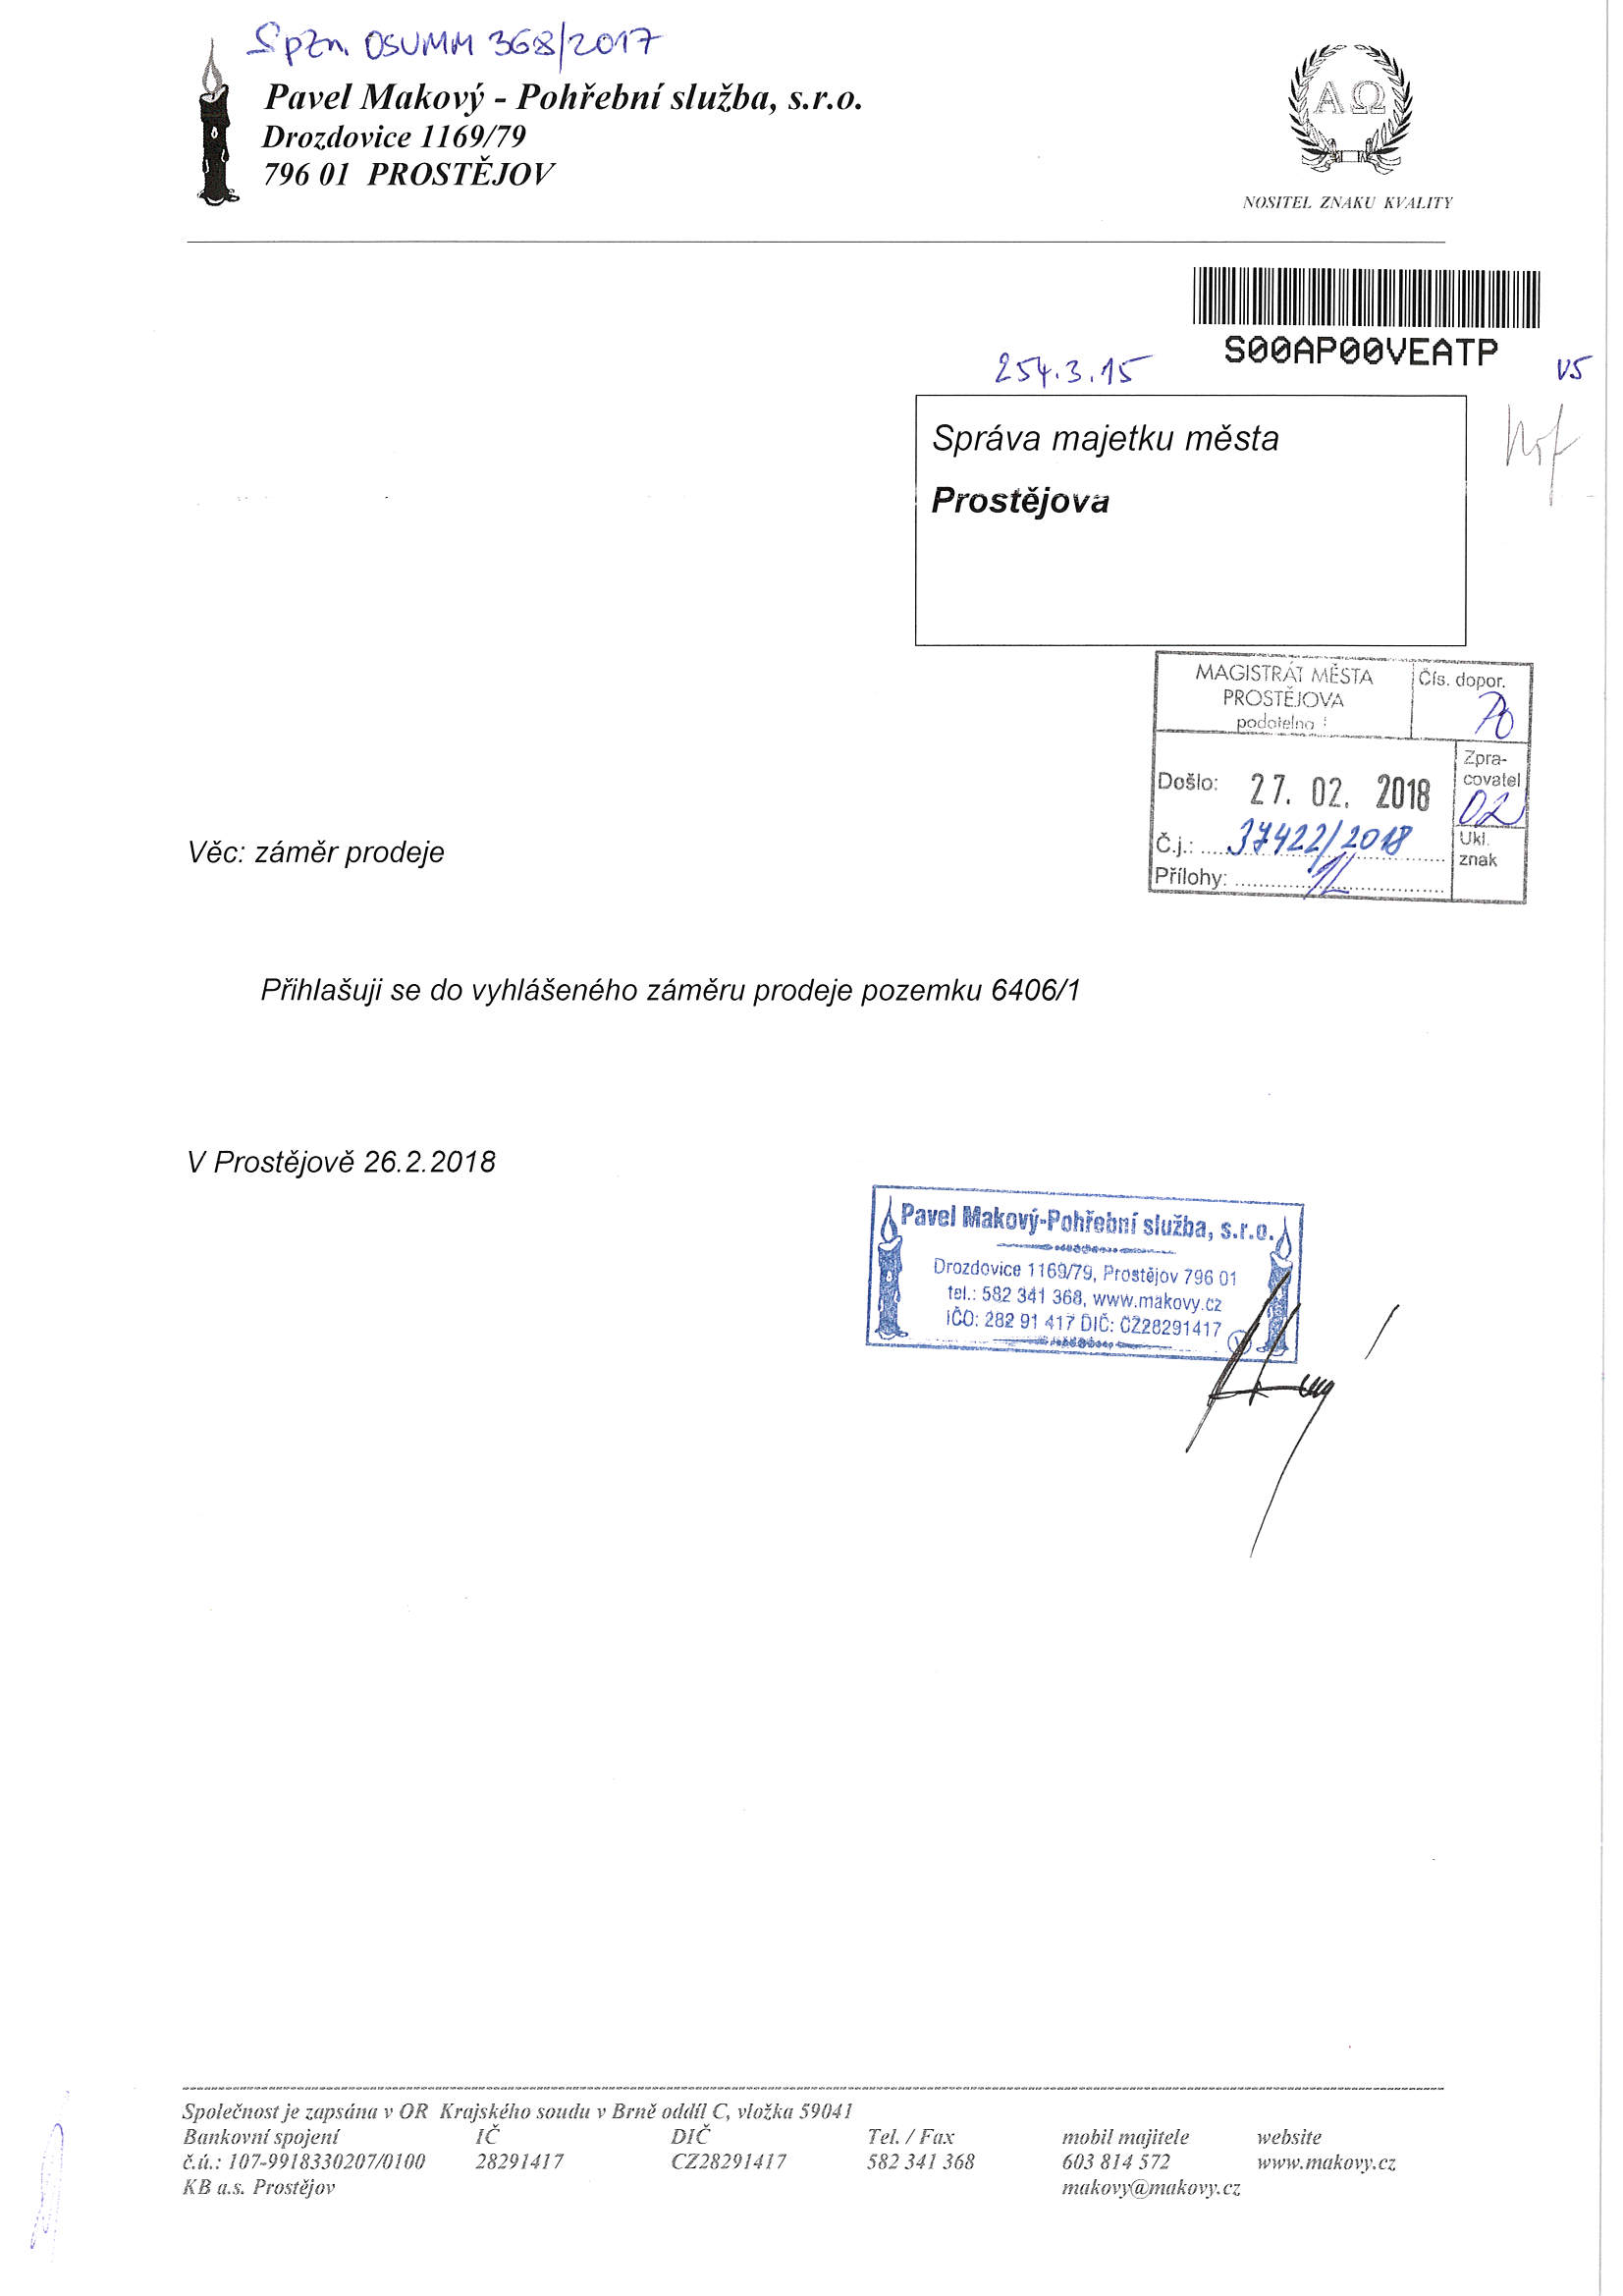 Spzn. OSUMM 368/2017
Pavel Makový - Pohřební služba, s.r.o.
Drozdovice 1169/79
796 01 PROSTĚJOV
ΑΩ
NOSITEL ZNAKU KVALITY
S00AP00VEATP
254.3.15
V5
Správa majetku města
Prostějova
MAGISTRÁT MĚSTA
PROSTĚJOVA
podatelna
Čís. dopor.
70
Došlo: 27. 02. 2018
Zpra-
covatel
02
Č.j.: 37422/2018
Ukl.
znak
Přílohy: 1L
Věc: záměr prodeje
Přihlašuji se do vyhlášeného záměru prodeje pozemku 6406/1
V Prostějově 26.2.2018
Pavel Makový-Pohřební služba, s.r.o.
Drozdovice 1169/79, Prostějov 796 01
tel.: 582 341 368, www.makovy.cz
IČO: 282 91 417 DIČ: CZ28291417
Společnost je zapsána v OR Krajského soudu v Brně oddíl C, vložka 59041
Bankovní spojení IČ DIČ Tel. / Fax mobil majitele website
č.ú.: 107-9918330207/0100 28291417 CZ28291417 582 341 368 603 814 572 www.makovy.cz
KB a.s. Prostějov makovy@makovy.cz